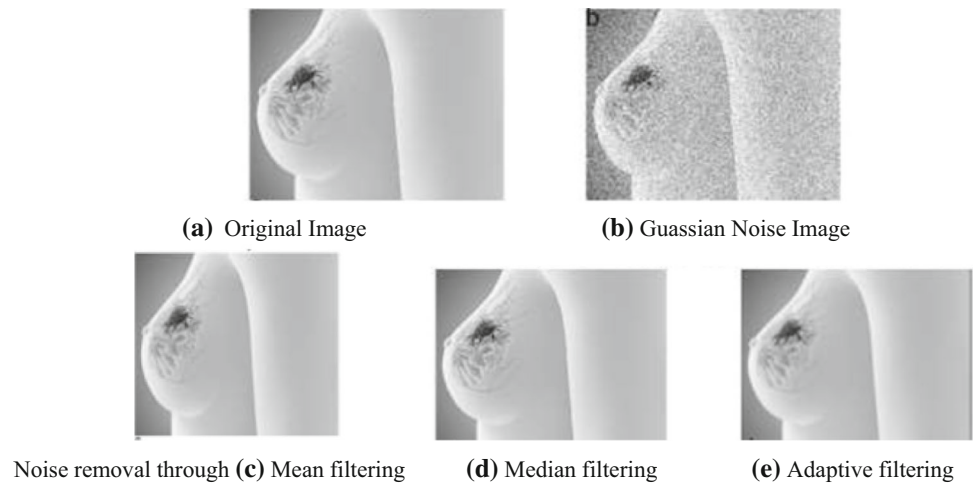 b
(a) Original Image
(b) Guassian Noise Image
Noise removal through (c) Mean filtering
(d) Median filtering
(e) Adaptive filtering